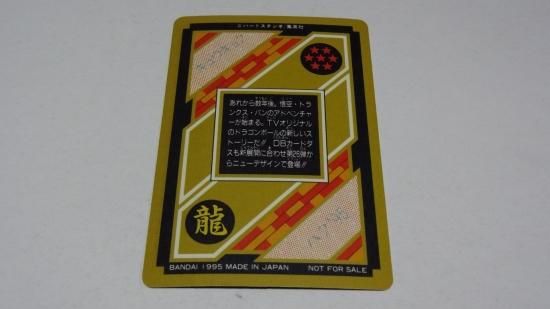 ©バードスタジオ/集英社
あれから数年後。悟空・トラ
ンクス・パンのアドベンチャ
ーが始まる。TVオリジナル
のドラゴンボールの新しいス
トーリーだ!! DBカードダ
スも新展開に合わせ第26弾か
らニューデザインで登場!!
龍
BANDAI 1995 MADE IN JAPAN NOT FOR SALE